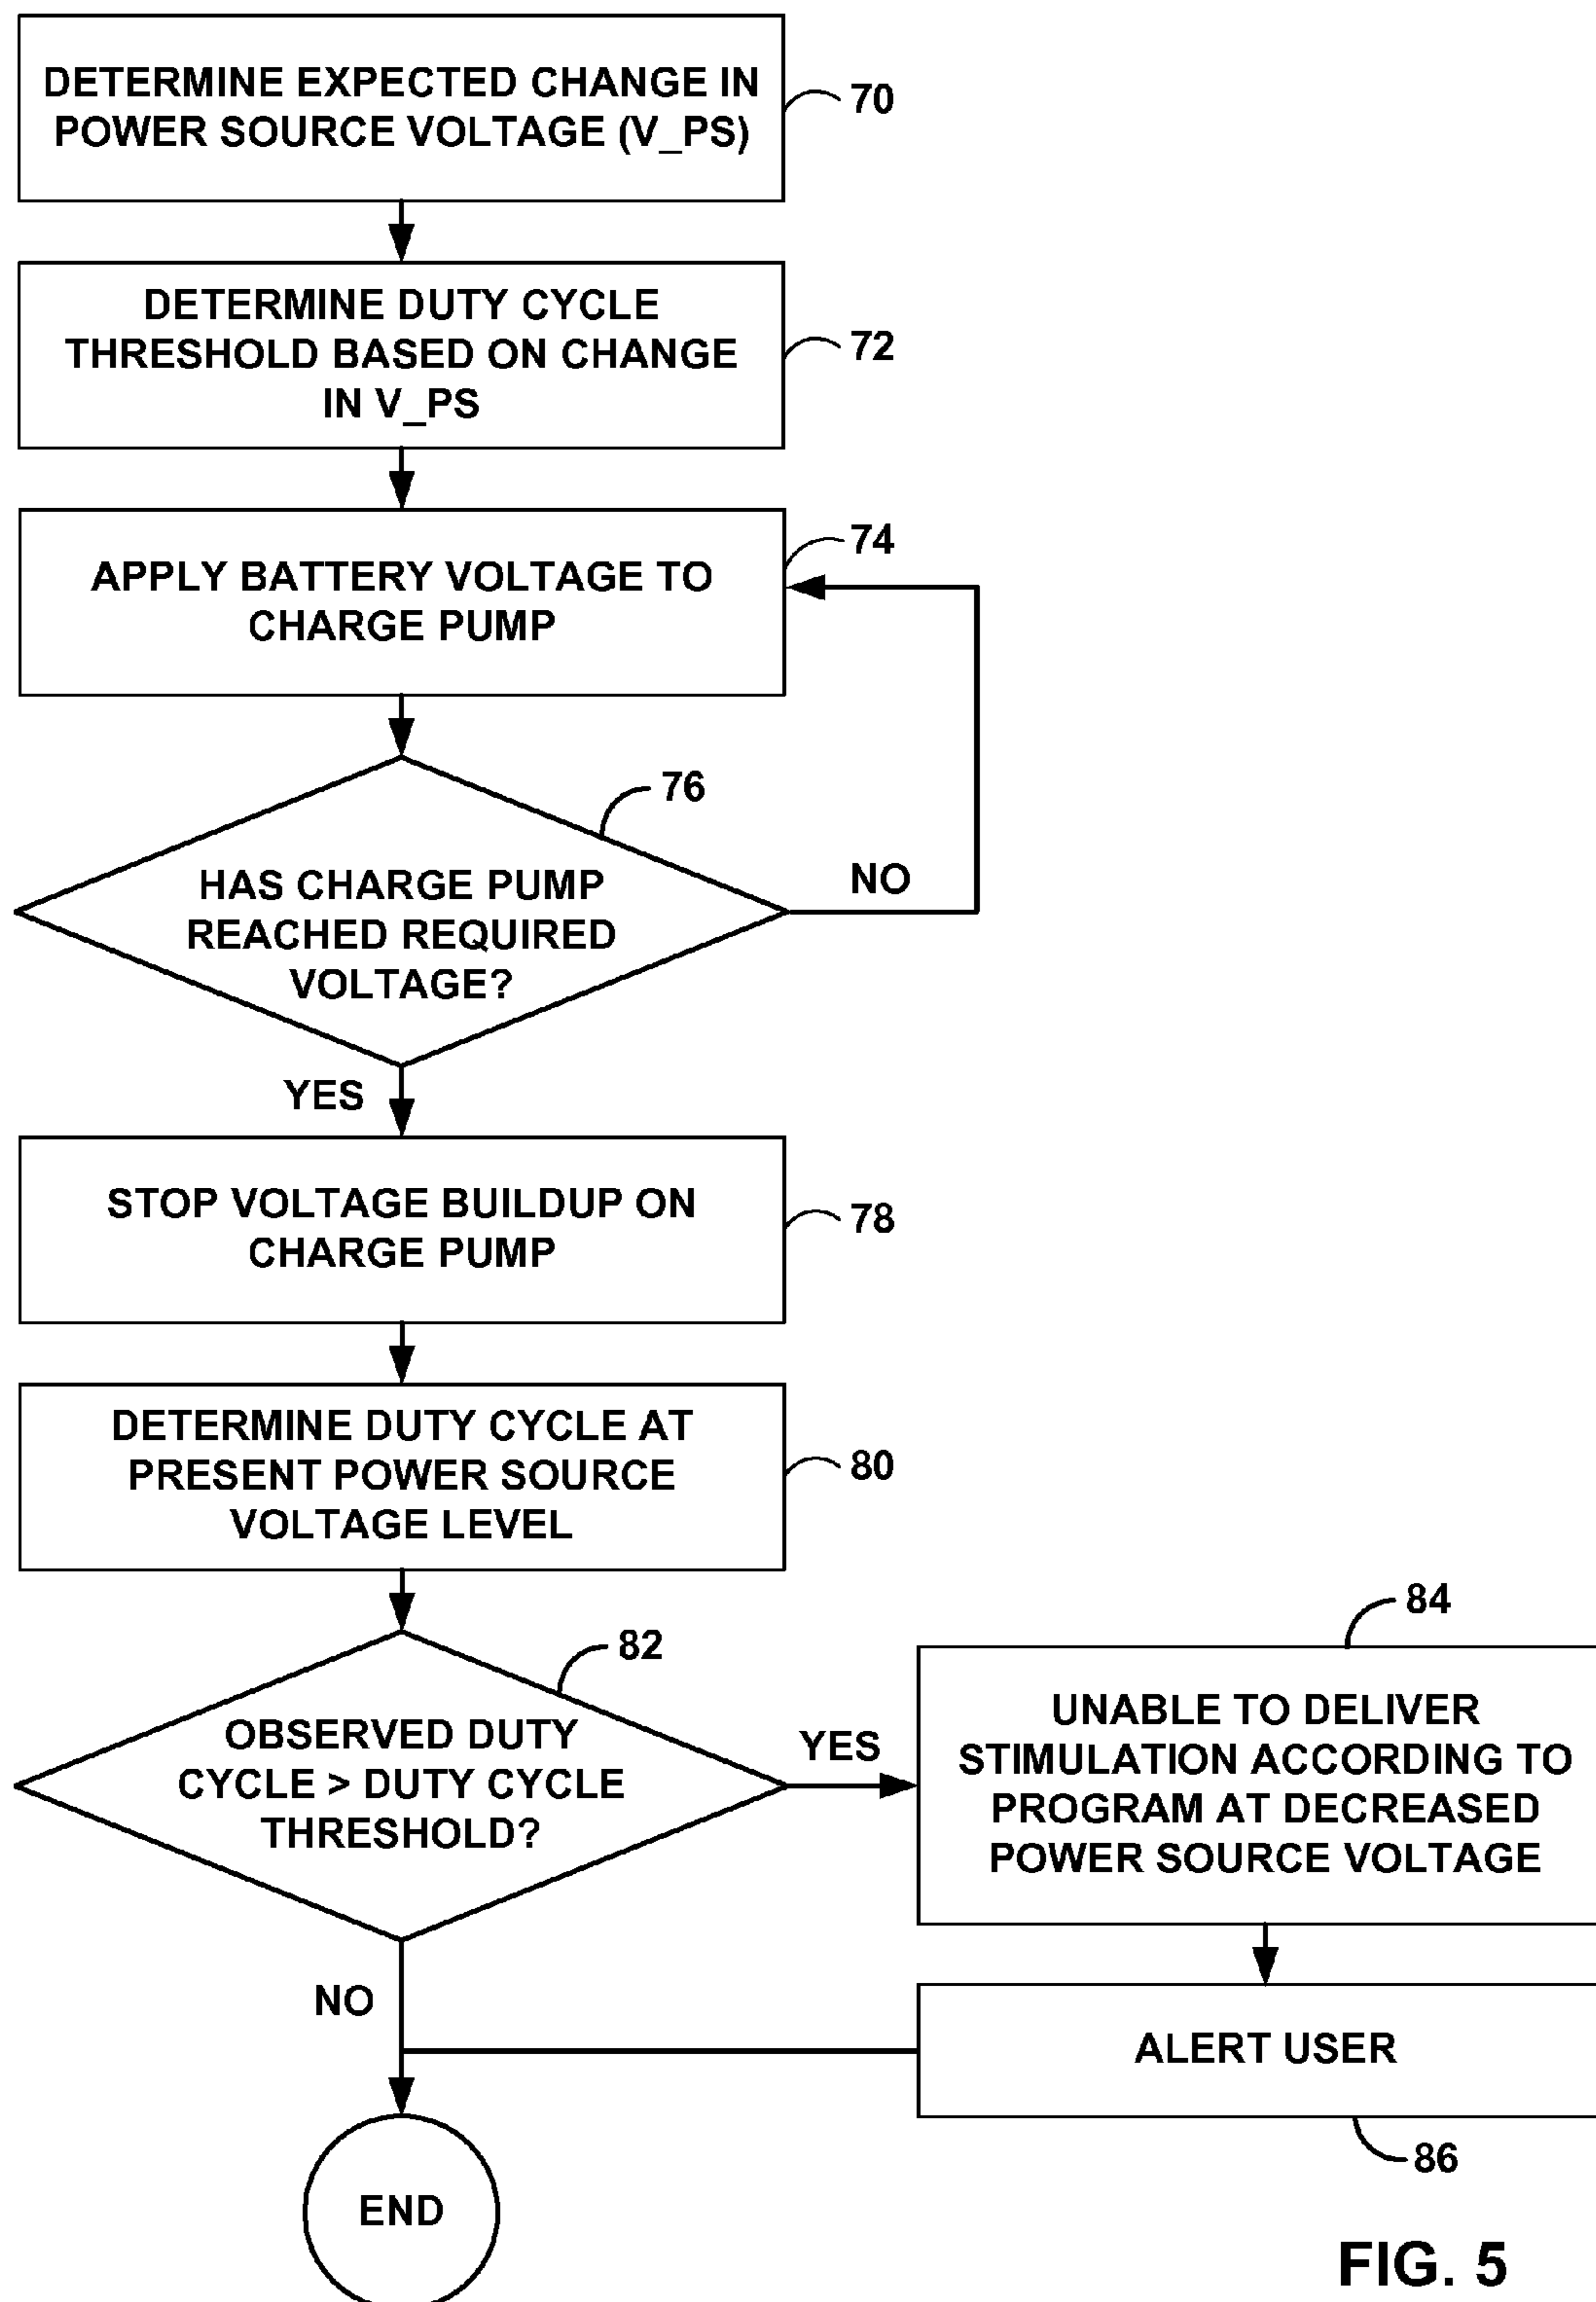 DETERMINE EXPECTED CHANGE IN
POWER SOURCE VOLTAGE (V_PS)
70
DETERMINE DUTY CYCLE
THRESHOLD BASED ON CHANGE
IN V_PS
72
APPLY BATTERY VOLTAGE TO
CHARGE PUMP
74
76
HAS CHARGE PUMP
REACHED REQUIRED
VOLTAGE?
NO
YES
STOP VOLTAGE BUILDUP ON
CHARGE PUMP
78
DETERMINE DUTY CYCLE AT
PRESENT POWER SOURCE
VOLTAGE LEVEL
80
82
OBSERVED DUTY
CYCLE > DUTY CYCLE
THRESHOLD?
YES
84
UNABLE TO DELIVER
STIMULATION ACCORDING TO
PROGRAM AT DECREASED
POWER SOURCE VOLTAGE
NO
ALERT USER
86
END
FIG. 5